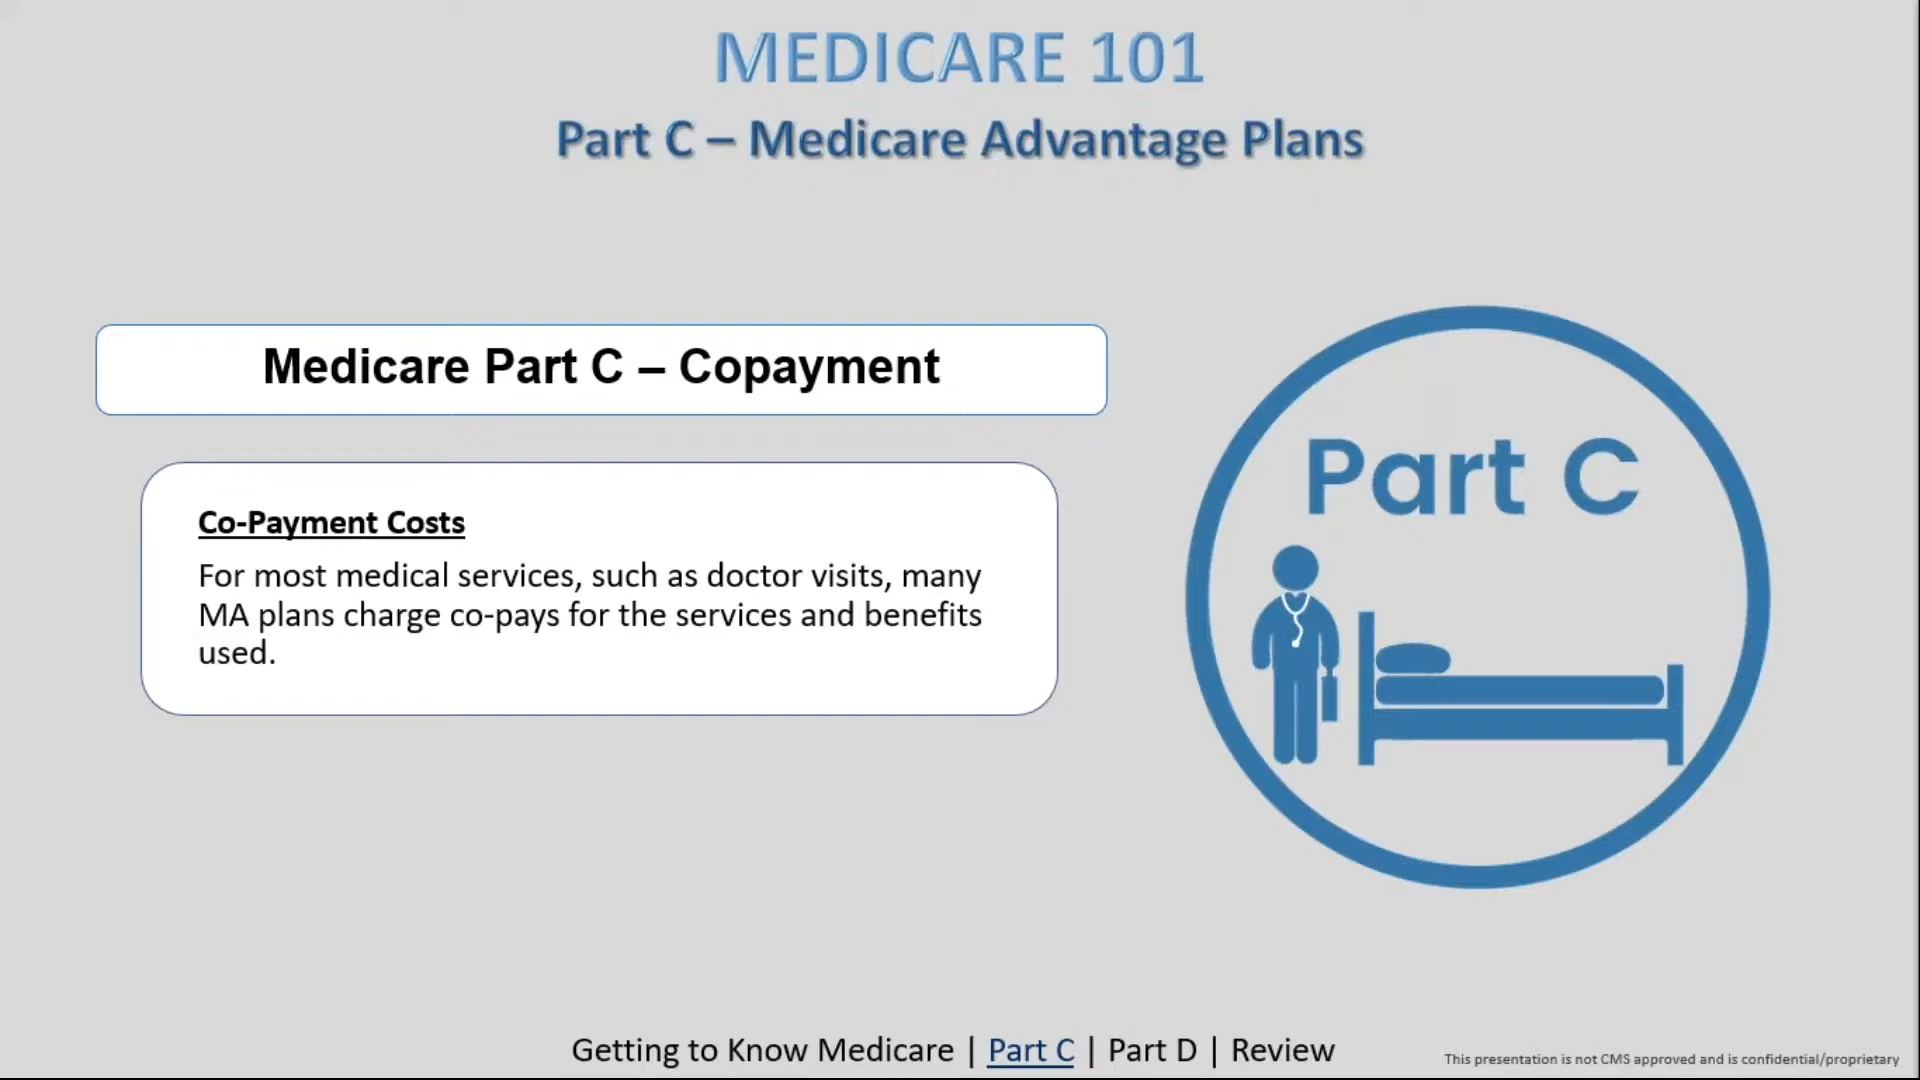 MEDICARE 101
Part C – Medicare Advantage Plans
Medicare Part C – Copayment
Co-Payment Costs
For most medical services, such as doctor visits, many
MA plans charge co-pays for the services and benefits
used.
Part C
Getting to Know Medicare | Part C | Part D | Review
This presentation is not CMS approved and is confidential/proprietary